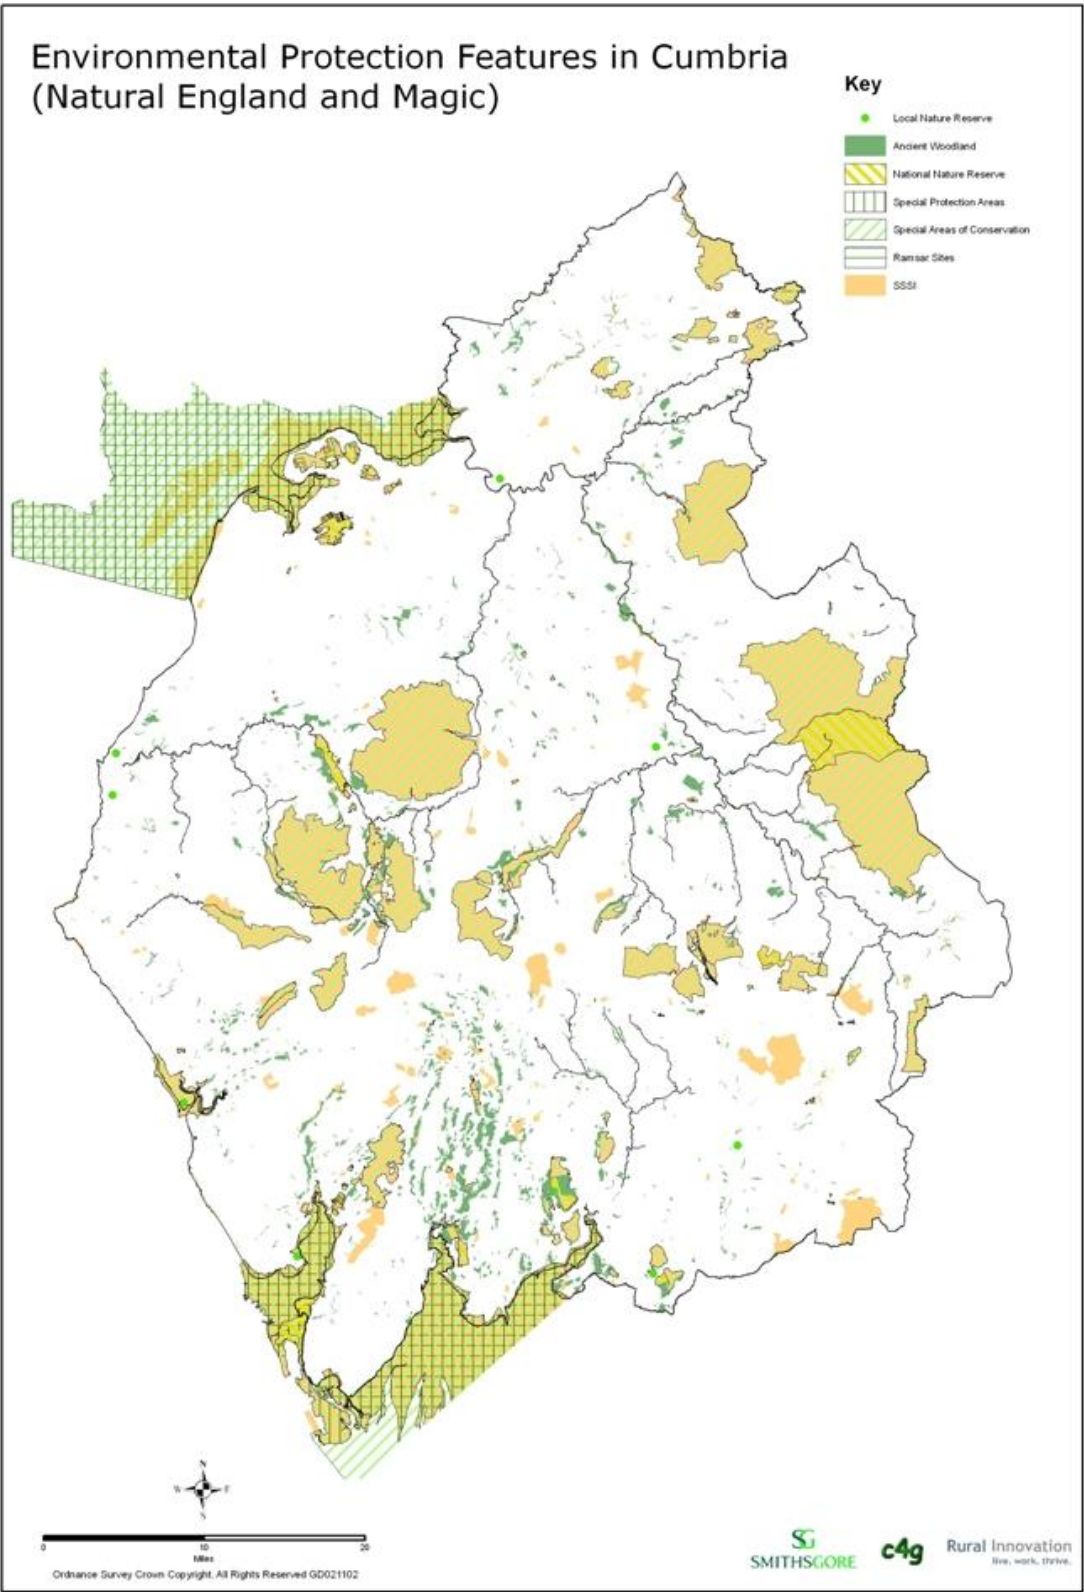 Environmental Protection Features in Cumbria
(Natural England and Magic)
Key
Local Nature Reserve
Ancient Woodland
National Nature Reserve
Special Protection Areas
Special Areas of Conservation
Ramsar Sites
SSSI
N
W E
S
0 10 20
Miles
Ordnance Survey Crown Copyright. All Rights Reserved GD021102
SG
SMITHSGORE
c4g
Rural Innovation
live. work. thrive.